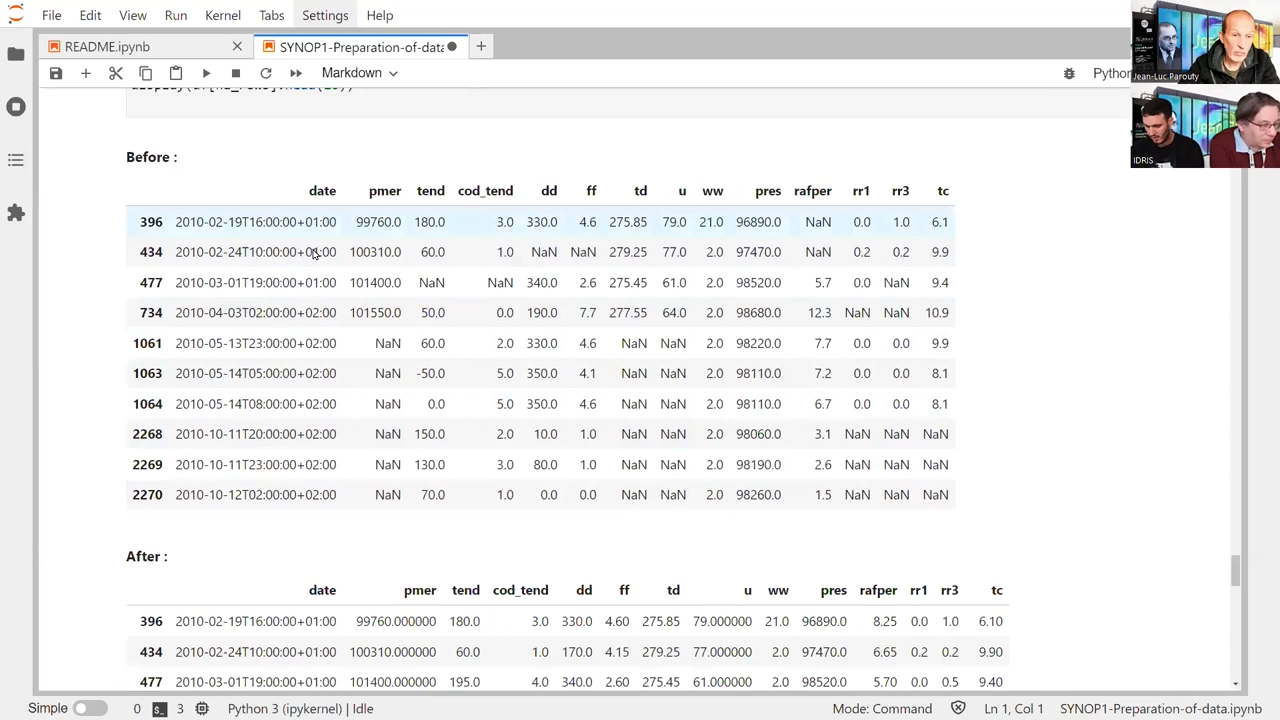 File Edit View Run Kernel Tabs Settings Help
README.ipynb
SYNOP1-Preparation-of-data
Markdown
Python
Before :
date pmer tend cod_tend dd ff td u ww pres rafper rr1 rr3 tc
396 2010-02-19T16:00:00+01:00 99760.0 180.0 3.0 330.0 4.6 275.85 79.0 21.0 96890.0 NaN 0.0 1.0 6.1
434 2010-02-24T10:00:00+01:00 100310.0 60.0 1.0 NaN NaN 279.25 77.0 2.0 97470.0 NaN 0.2 0.2 9.9
477 2010-03-01T19:00:00+01:00 101400.0 NaN NaN 340.0 2.6 275.45 61.0 2.0 98520.0 5.7 0.0 NaN 9.4
734 2010-04-03T02:00:00+02:00 101550.0 50.0 0.0 190.0 7.7 277.55 64.0 2.0 98680.0 12.3 NaN NaN 10.9
1061 2010-05-13T23:00:00+02:00 NaN 60.0 2.0 330.0 4.6 NaN NaN 2.0 98220.0 7.7 0.0 0.0 9.9
1063 2010-05-14T05:00:00+02:00 NaN -50.0 5.0 350.0 4.1 NaN NaN 2.0 98110.0 7.2 0.0 0.0 8.1
1064 2010-05-14T08:00:00+02:00 NaN 0.0 5.0 350.0 4.6 NaN NaN 2.0 98110.0 6.7 0.0 0.0 8.1
2268 2010-10-11T20:00:00+02:00 NaN 150.0 2.0 10.0 1.0 NaN NaN 2.0 98060.0 3.1 NaN NaN NaN
2269 2010-10-11T23:00:00+02:00 NaN 130.0 3.0 80.0 1.0 NaN NaN 2.0 98190.0 2.6 NaN NaN NaN
2270 2010-10-12T02:00:00+02:00 NaN 70.0 1.0 0.0 0.0 NaN NaN 2.0 98260.0 1.5 NaN NaN NaN
After :
date pmer tend cod_tend dd ff td u ww pres rafper rr1 rr3 tc
396 2010-02-19T16:00:00+01:00 99760.000000 180.0 3.0 330.0 4.60 275.85 79.000000 21.0 96890.0 8.25 0.0 1.0 6.10
434 2010-02-24T10:00:00+01:00 100310.000000 60.0 1.0 170.0 4.15 279.25 77.000000 2.0 97470.0 6.65 0.2 0.2 9.90
477 2010-03-01T19:00:00+01:00 101400.000000 195.0 4.0 340.0 2.60 275.45 61.000000 2.0 98520.0 5.70 0.0 0.5 9.40
Simple 0 3 Python 3 (ipykernel) | Idle Mode: Command Ln 1, Col 1 SYNOP1-Preparation-of-data.ipynb
Jean-Luc Parouty
IDRIS